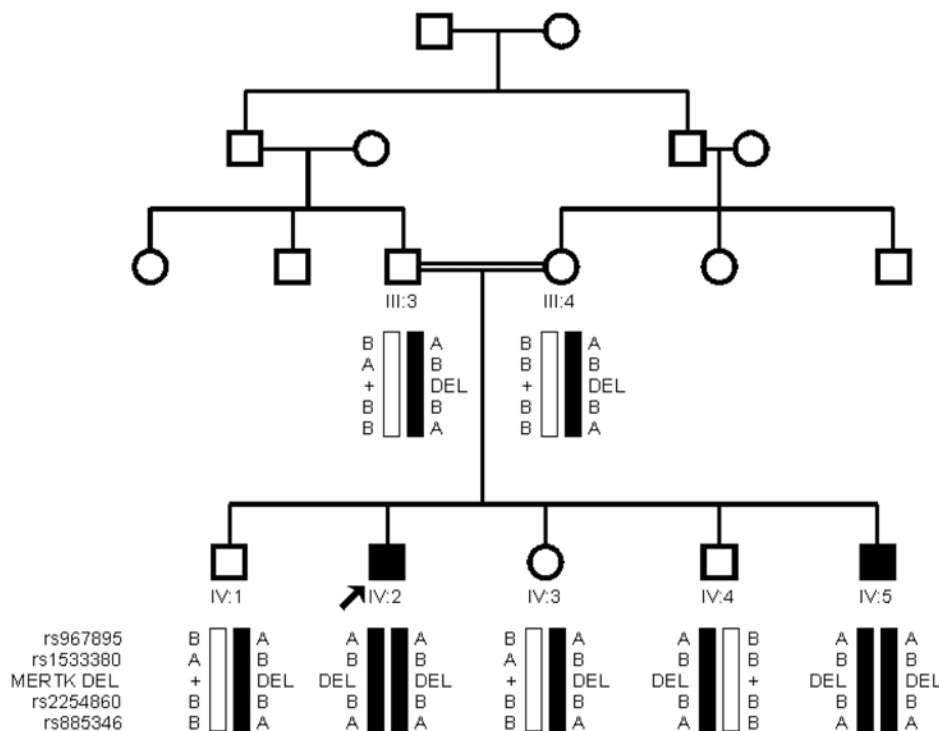 III:3 III:4
B A B A
A B B B
+ DEL + DEL
B B B B
B A B A
IV:1 IV:2 IV:3 IV:4 IV:5
rs967895 B A A A B A A B A A
rs1533380 A B B B A B B B B B
MERTK DEL + DEL DEL DEL + DEL DEL + DEL DEL
rs2254860 B B B B B B B B B B
rs885346 B A A A B A A B A A